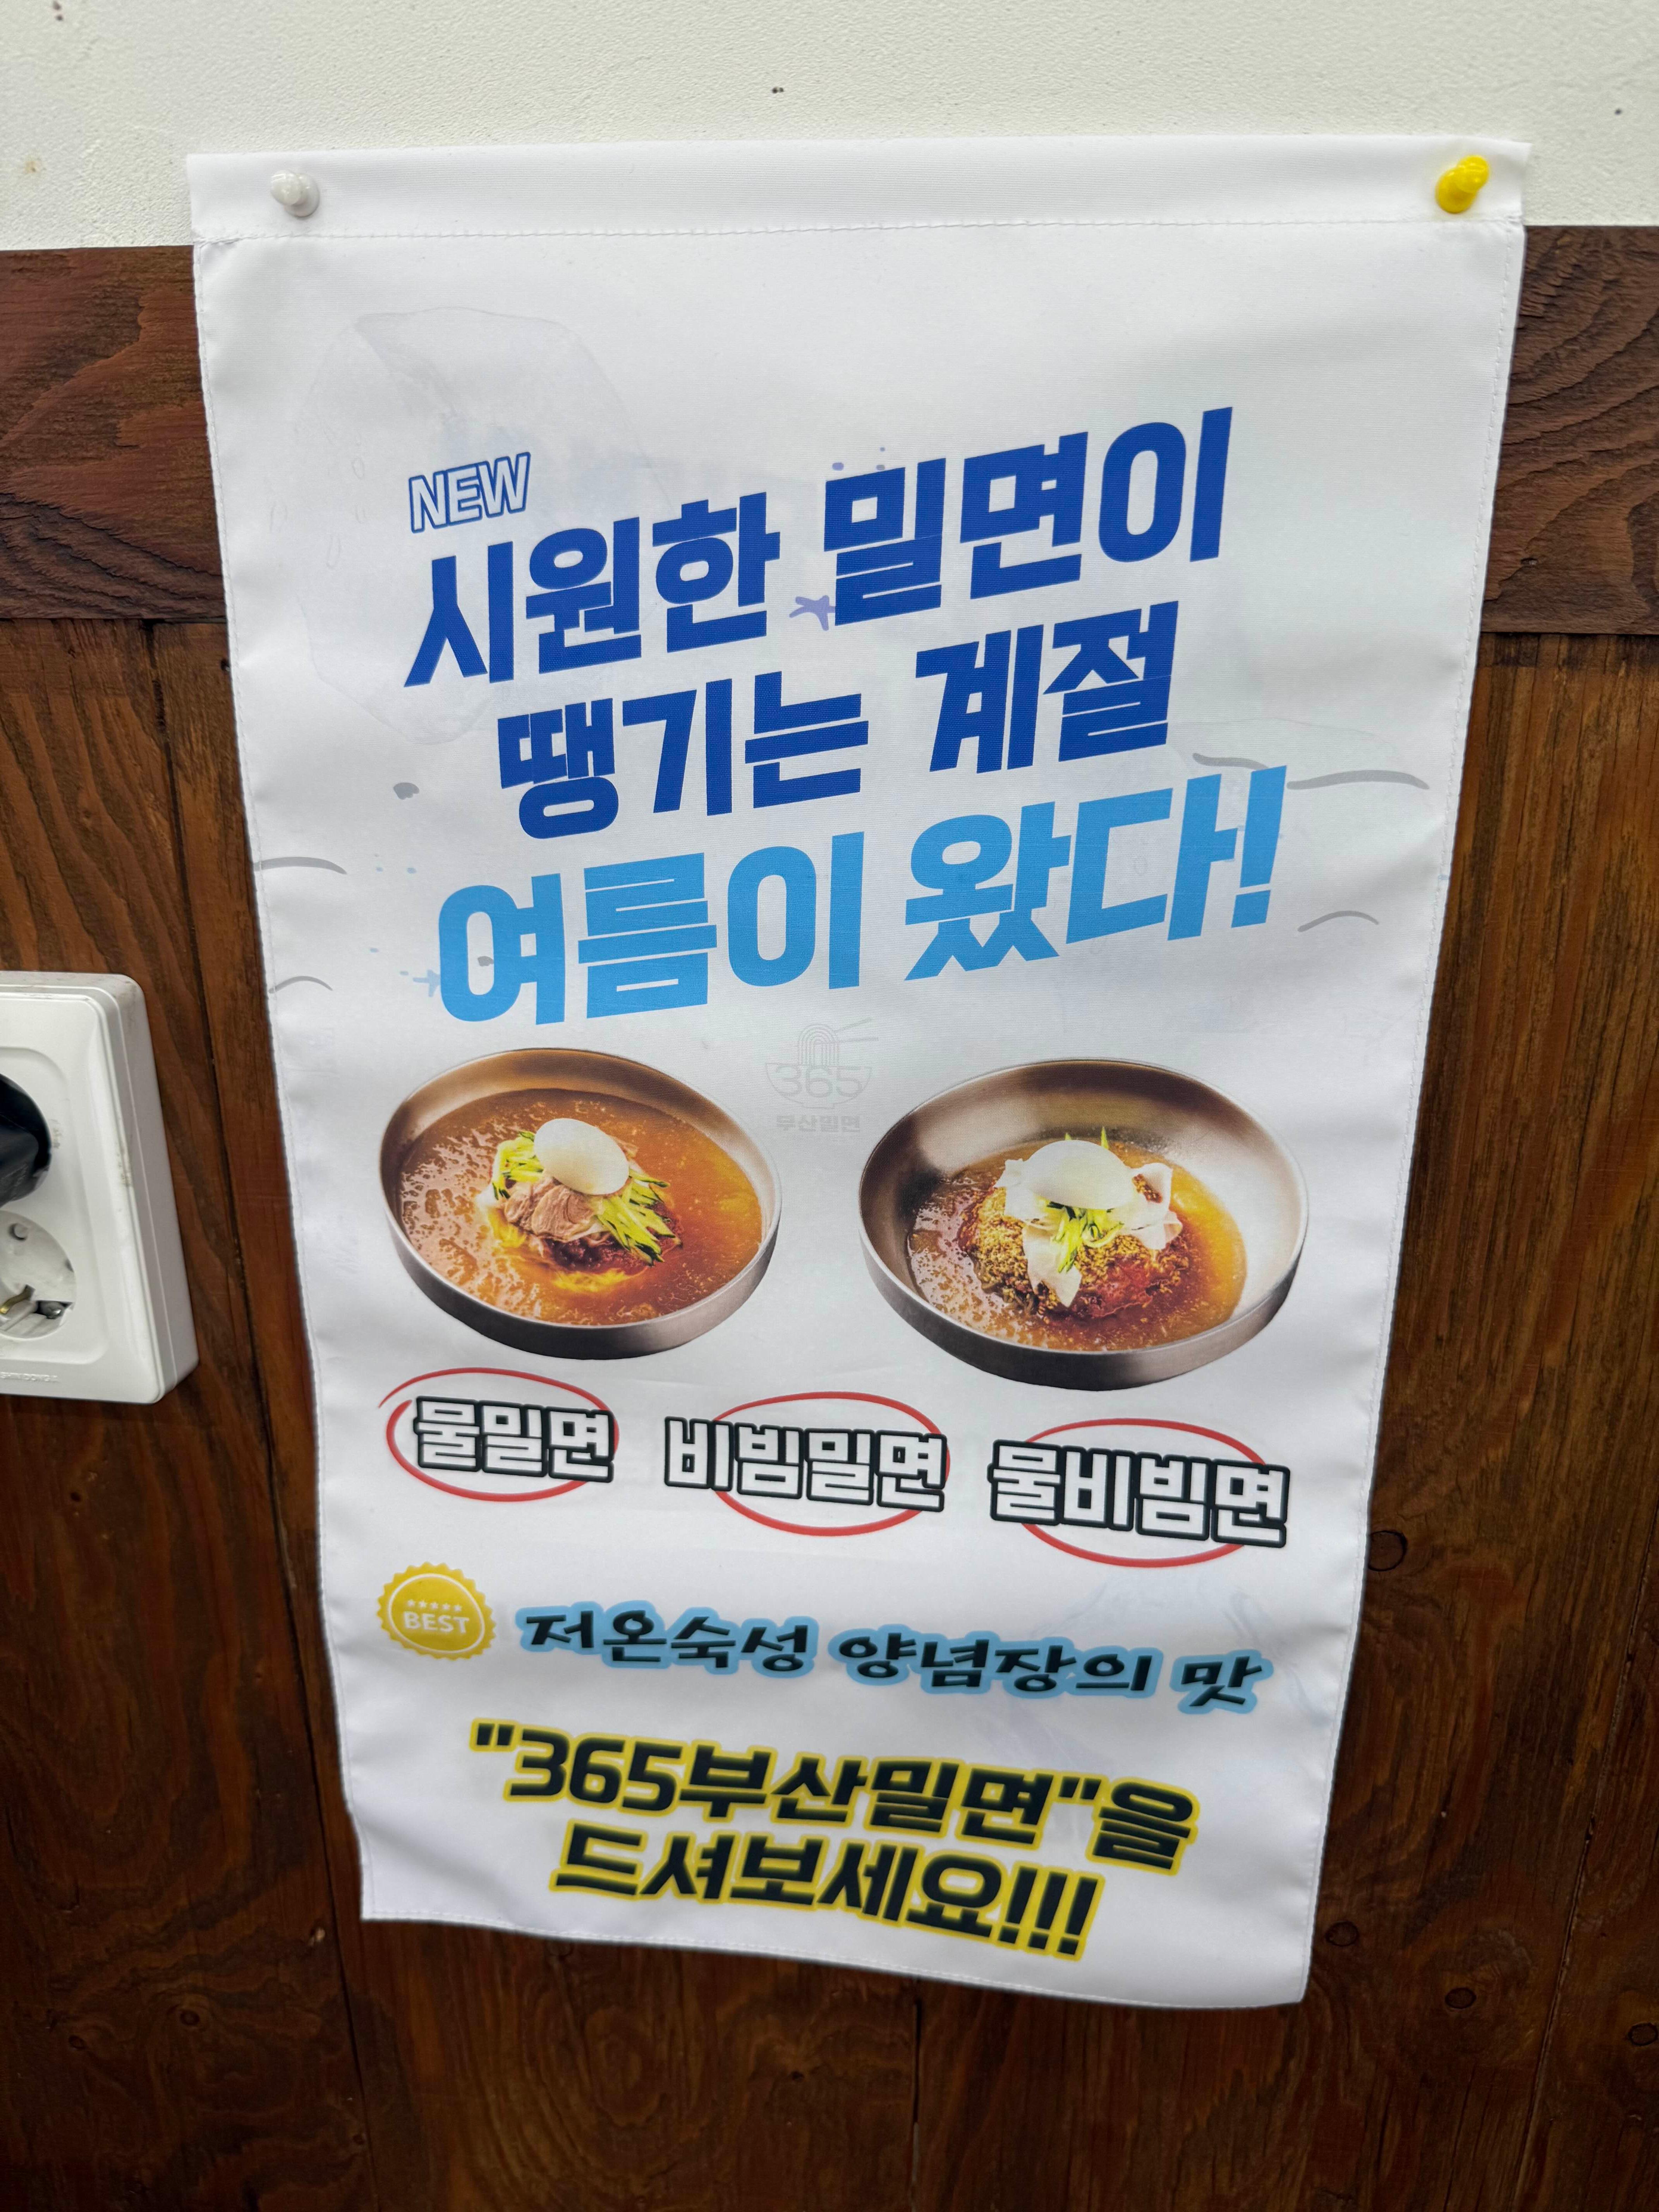 NEW
시원한 밀면이
땡기는 계절
여름이 왔다!
365
부산밀면
물밀면 비빔밀면 물비빔면
BEST 저온숙성 양념장의 맛
"365부산밀면"을
드셔보세요!!!